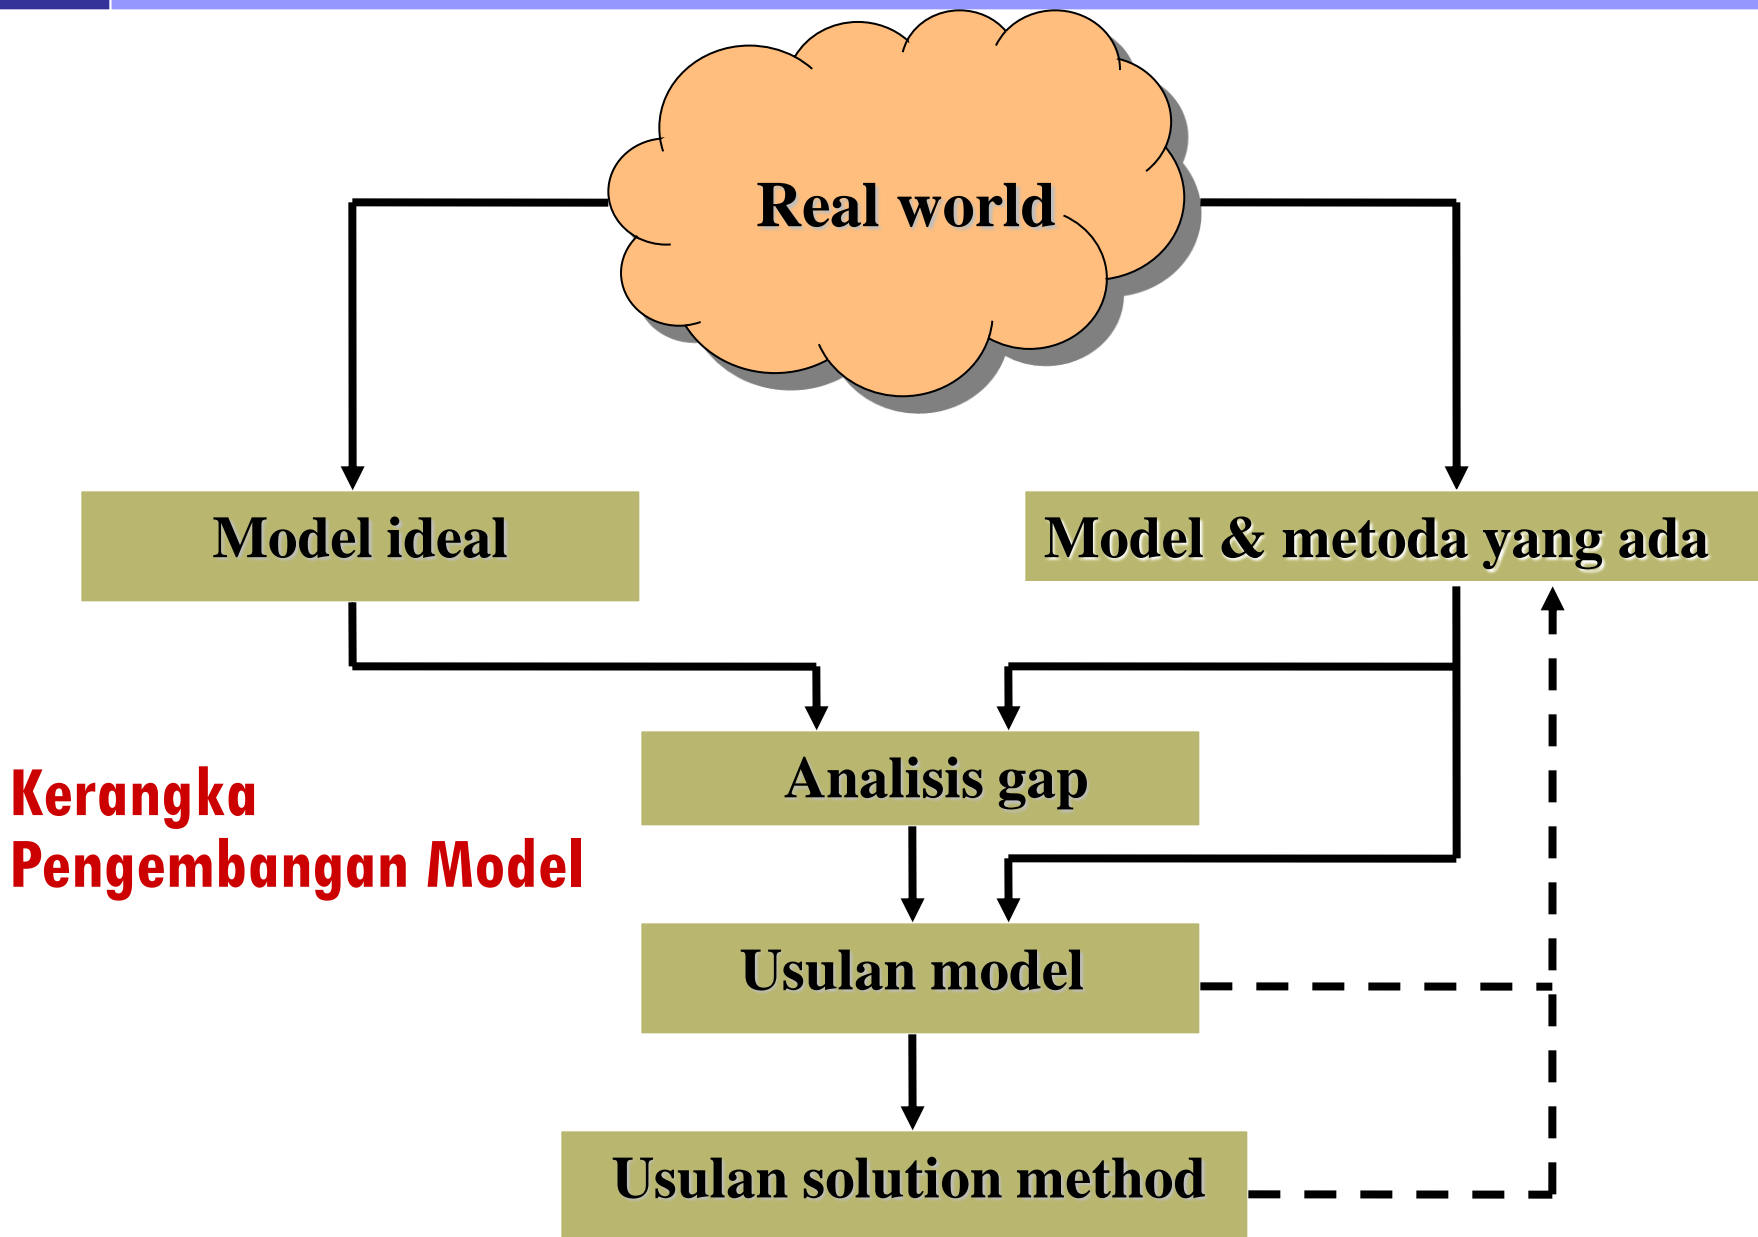 Real world
Model ideal
Model & metoda yang ada
Analisis gap
Kerangka
Pengembangan Model
Usulan model
Usulan solution method